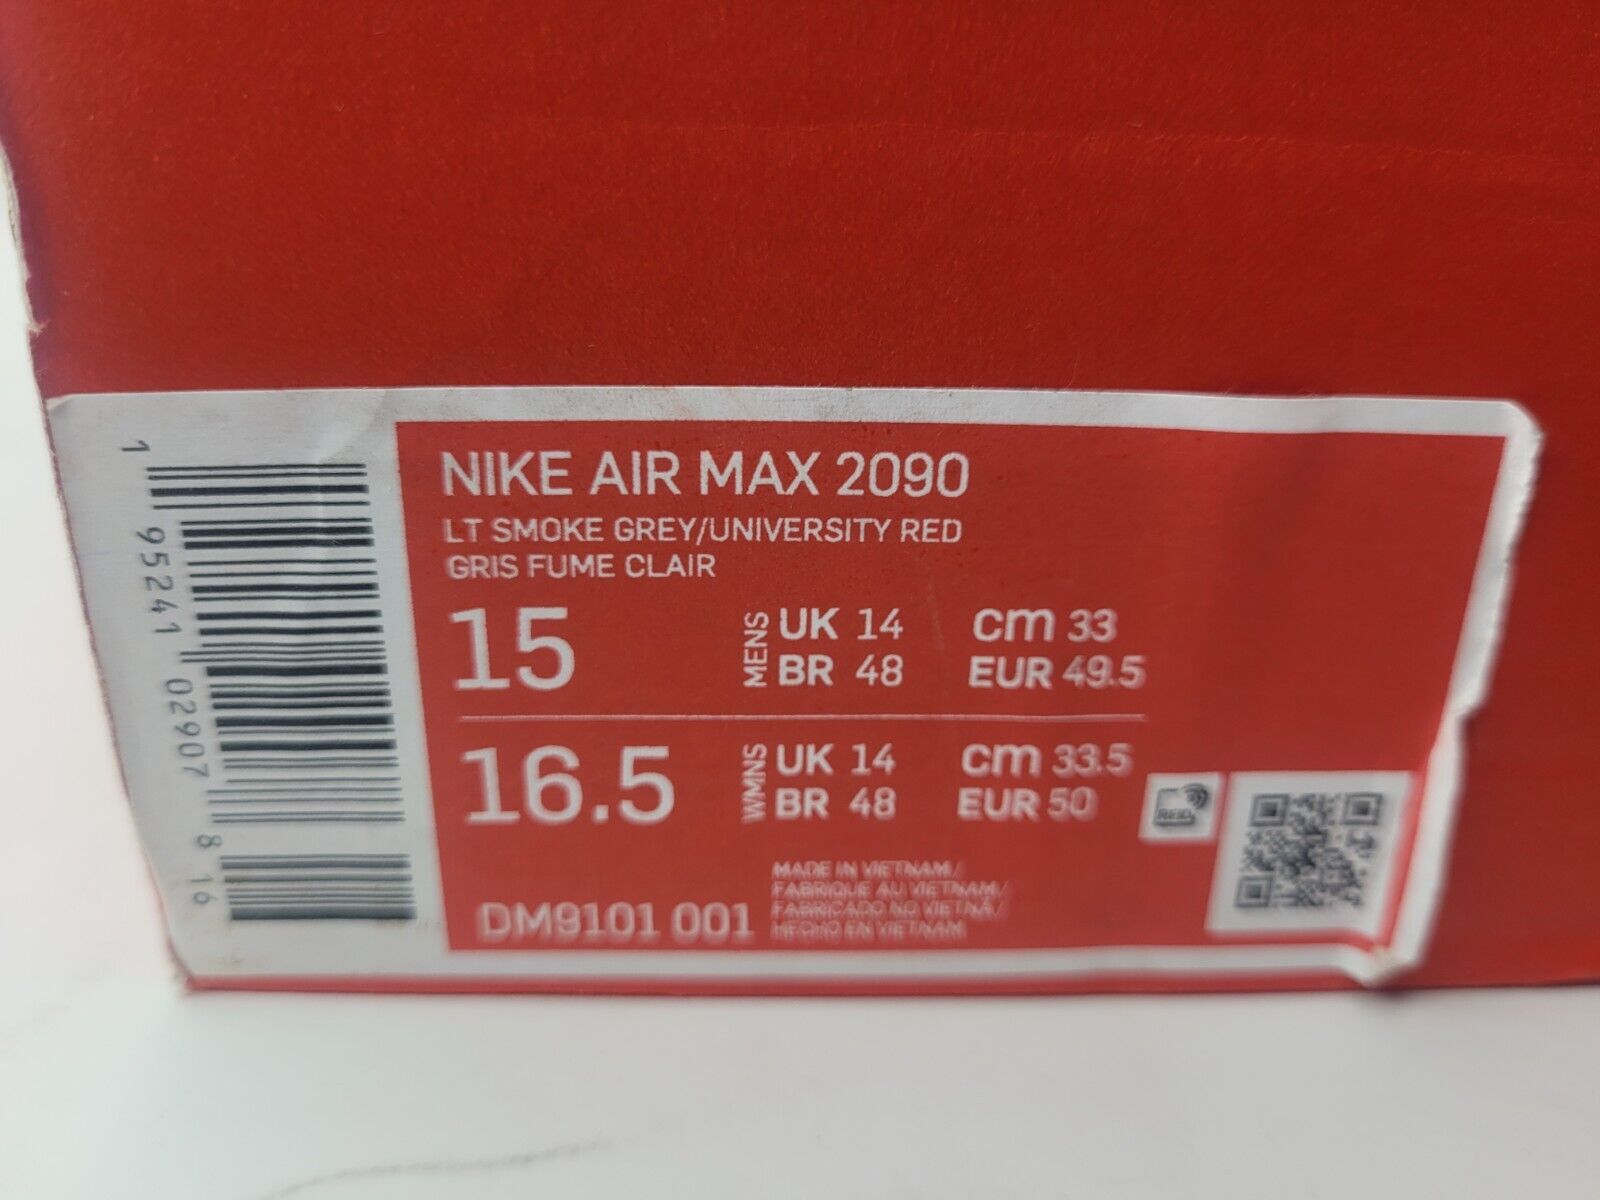 1 95241 02907 8 16
NIKE AIR MAX 2090
LT SMOKE GREY/UNIVERSITY RED
GRIS FUME CLAIR
15 MENS UK 14 CM 33
BR 48 EUR 49.5
16.5 WMNS UK 14 CM 33.5
BR 48 EUR 50
RFID
DM9101 001
MADE IN VIETNAM/
FABRIQUE AU VIETNAM/
FABRICADO NO VIETNÃ/
HECHO EN VIETNAM